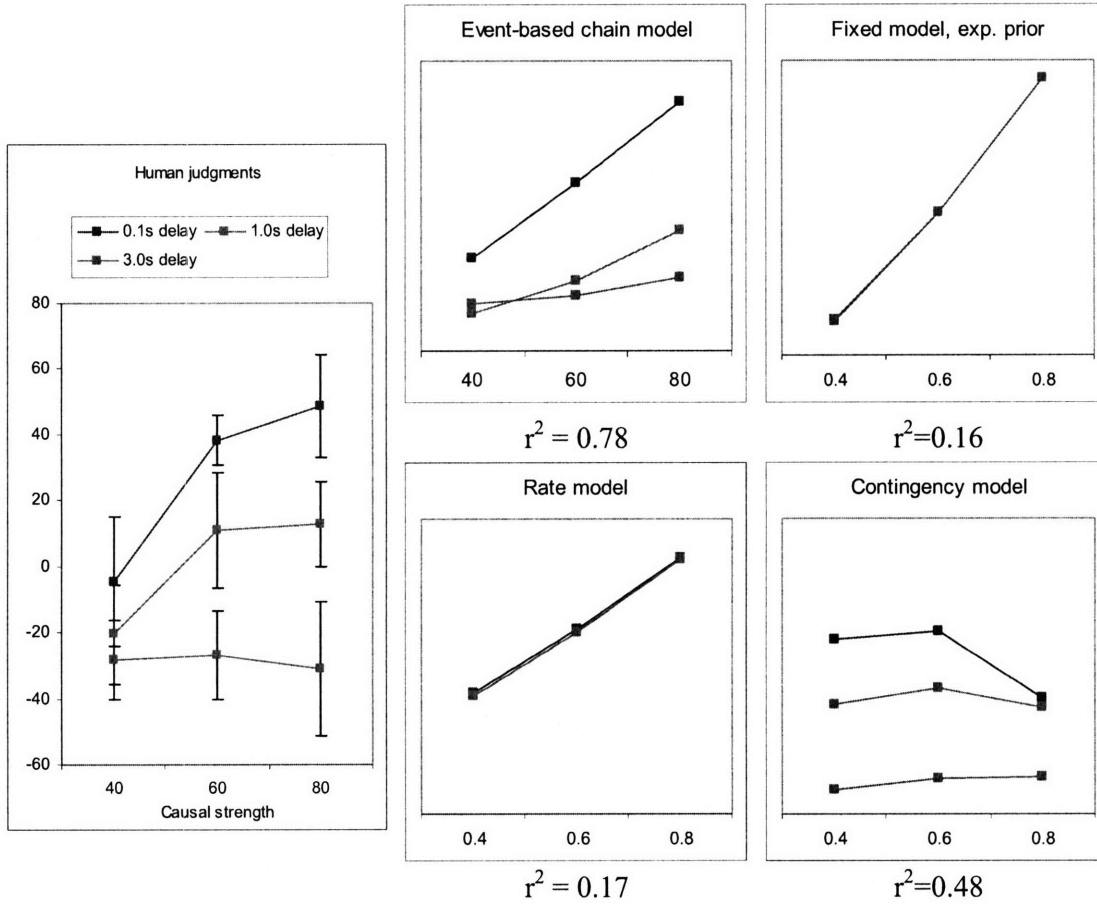 Human judgments
0.1s delay 1.0s delay
3.0s delay
80
60
40
20
0
-20
-40
-60
40 60 80
Causal strength
Event-based chain model
40 60 80
r² = 0.78
Fixed model, exp. prior
0.4 0.6 0.8
r²=0.16
Rate model
0.4 0.6 0.8
r² = 0.17
Contingency model
0.4 0.6 0.8
r²=0.48